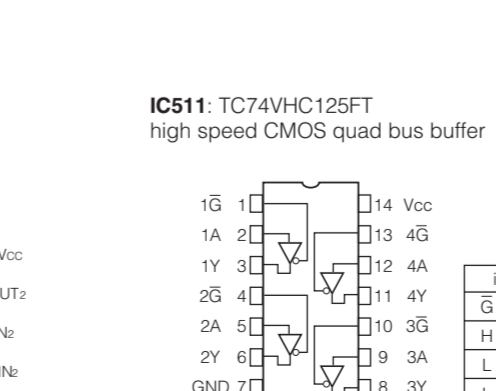 IC511: TC74VHC125FT
high speed CMOS quad bus buffer
1G̅ 1 14 Vcc
1A 2 13 4G̅
1Y 3 12 4A
2G̅ 4 11 4Y
2A 5 10 3G̅
2Y 6 9 3A
GND 7 8 3Y
G̅
H
L